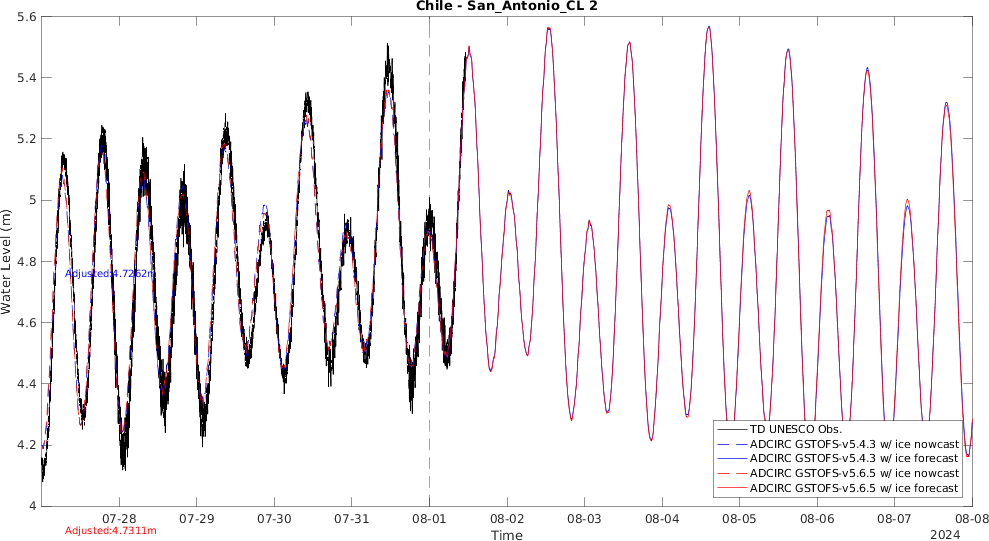 Chile - San_Antonio_CL 2
Water Level (m)
5.6
5.4
5.2
5
4.8
4.6
4.4
4.2
4
Adjusted:4.7262m
TD UNESCO Obs.
ADCIRC GSTOFS-v5.4.3 w/ ice nowcast
ADCIRC GSTOFS-v5.4.3 w/ ice forecast
ADCIRC GSTOFS-v5.6.5 w/ ice nowcast
ADCIRC GSTOFS-v5.6.5 w/ ice forecast
07-28 07-29 07-30 07-31 08-01 08-02 08-03 08-04 08-05 08-06 08-07 08-08
Adjusted:4.7311m
Time
2024